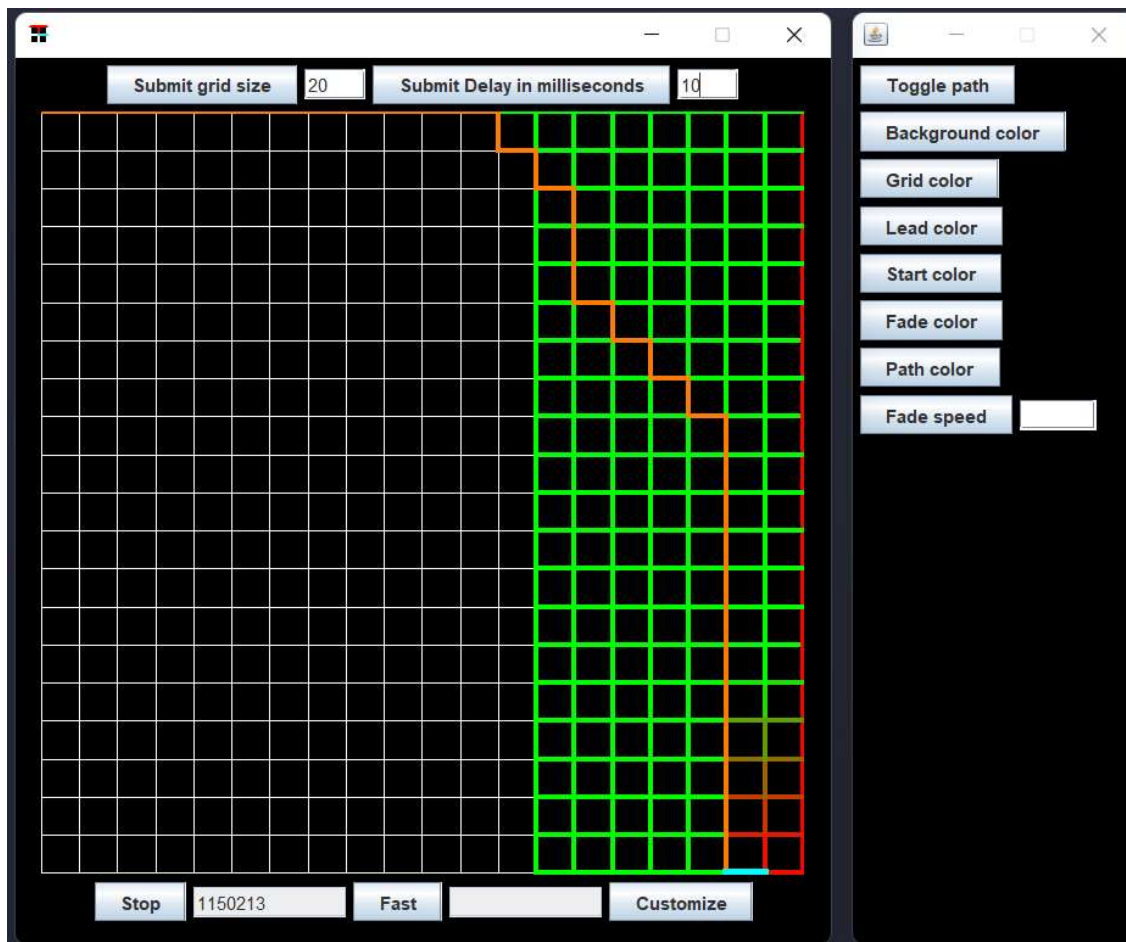 Submit grid size 20 Submit Delay in milliseconds 10
Stop 1150213 Fast Customize
Toggle path
Background color
Grid color
Lead color
Start color
Fade color
Path color
Fade speed